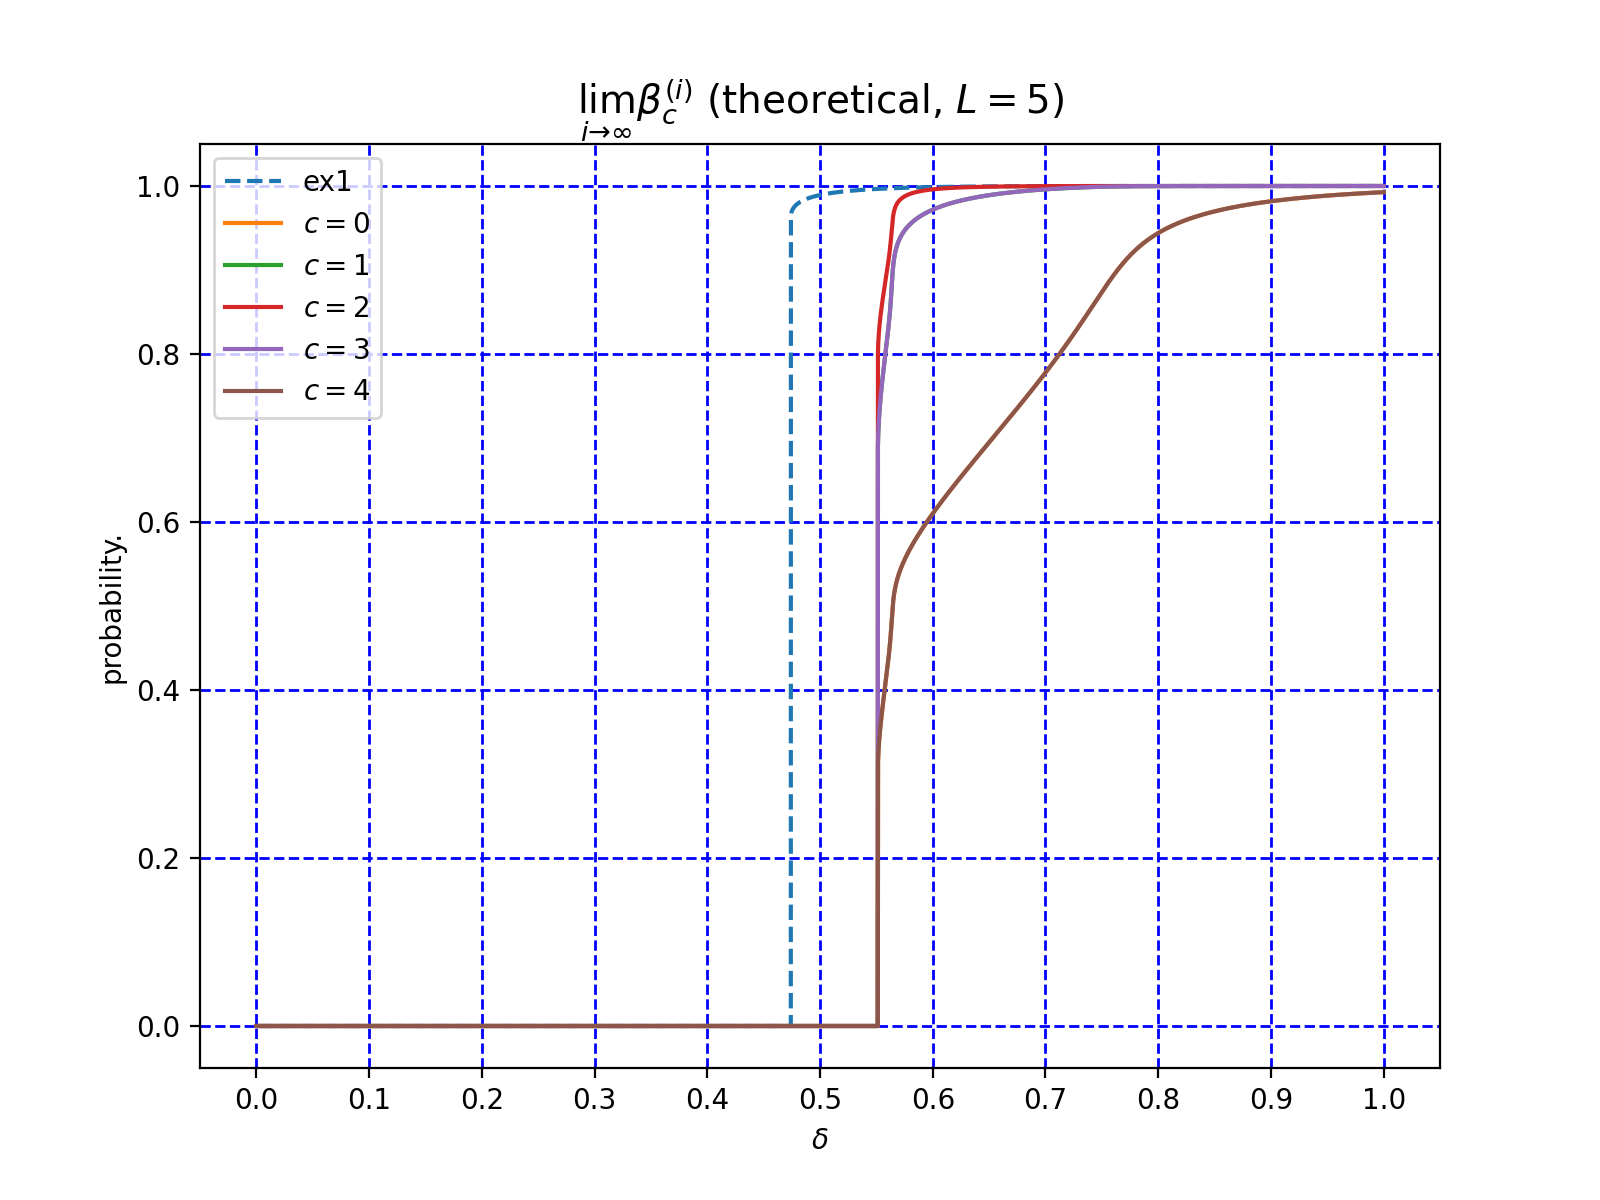 lim β_c^(i) (theoretical, L = 5)
i→∞
ex1
c = 0
c = 1
c = 2
c = 3
c = 4
1.0
0.8
0.6
0.4
0.2
0.0
probability.
0.0 0.1 0.2 0.3 0.4 0.5 0.6 0.7 0.8 0.9 1.0
δ